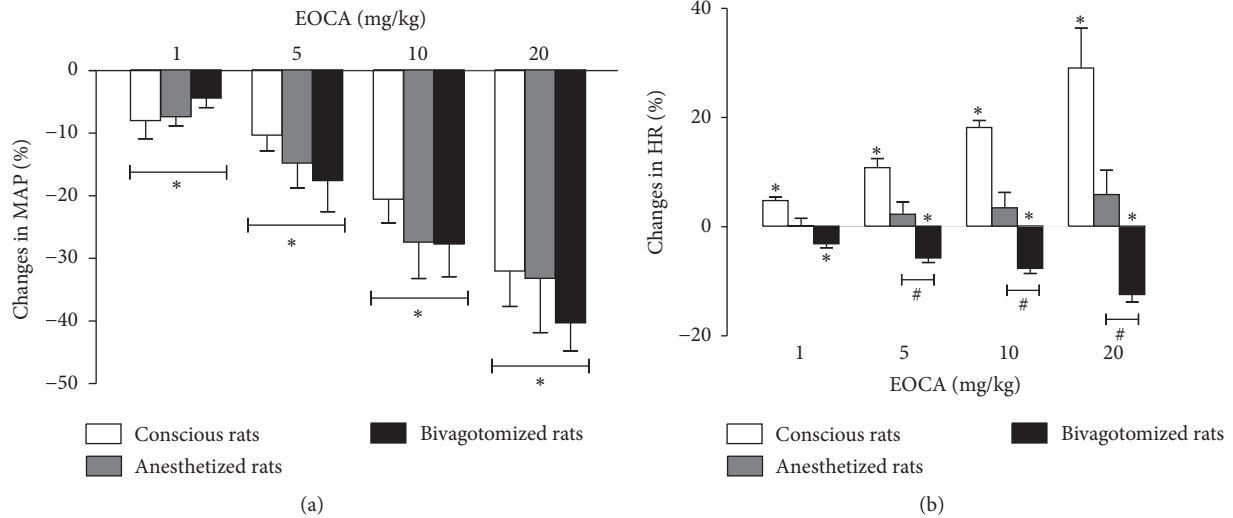 EOCA (mg/kg)
1 5 10 20
0
−10
−20
−30
−40
−50
Changes in MAP (%)
*
*
*
*
Conscious rats
Anesthetized rats
Bivagotomized rats
(a)
40
20
0
−20
Changes in HR (%)
*
*
*
*
*
*
*
*
#
#
#
1 5 10 20
EOCA (mg/kg)
Conscious rats
Anesthetized rats
Bivagotomized rats
(b)